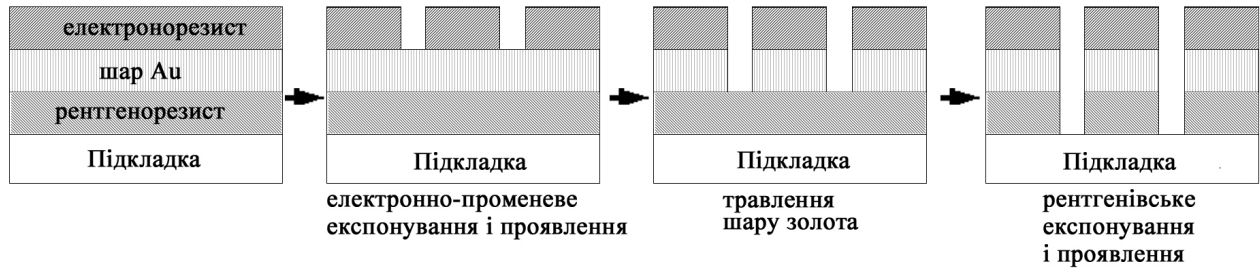 електронорезист
шар Au
рентгенорезист
Підкладка
Підкладка
електронно-променеве
експонування і проявлення
Підкладка
травлення
шару золота
Підкладка
рентгенівське
експонування
і проявлення